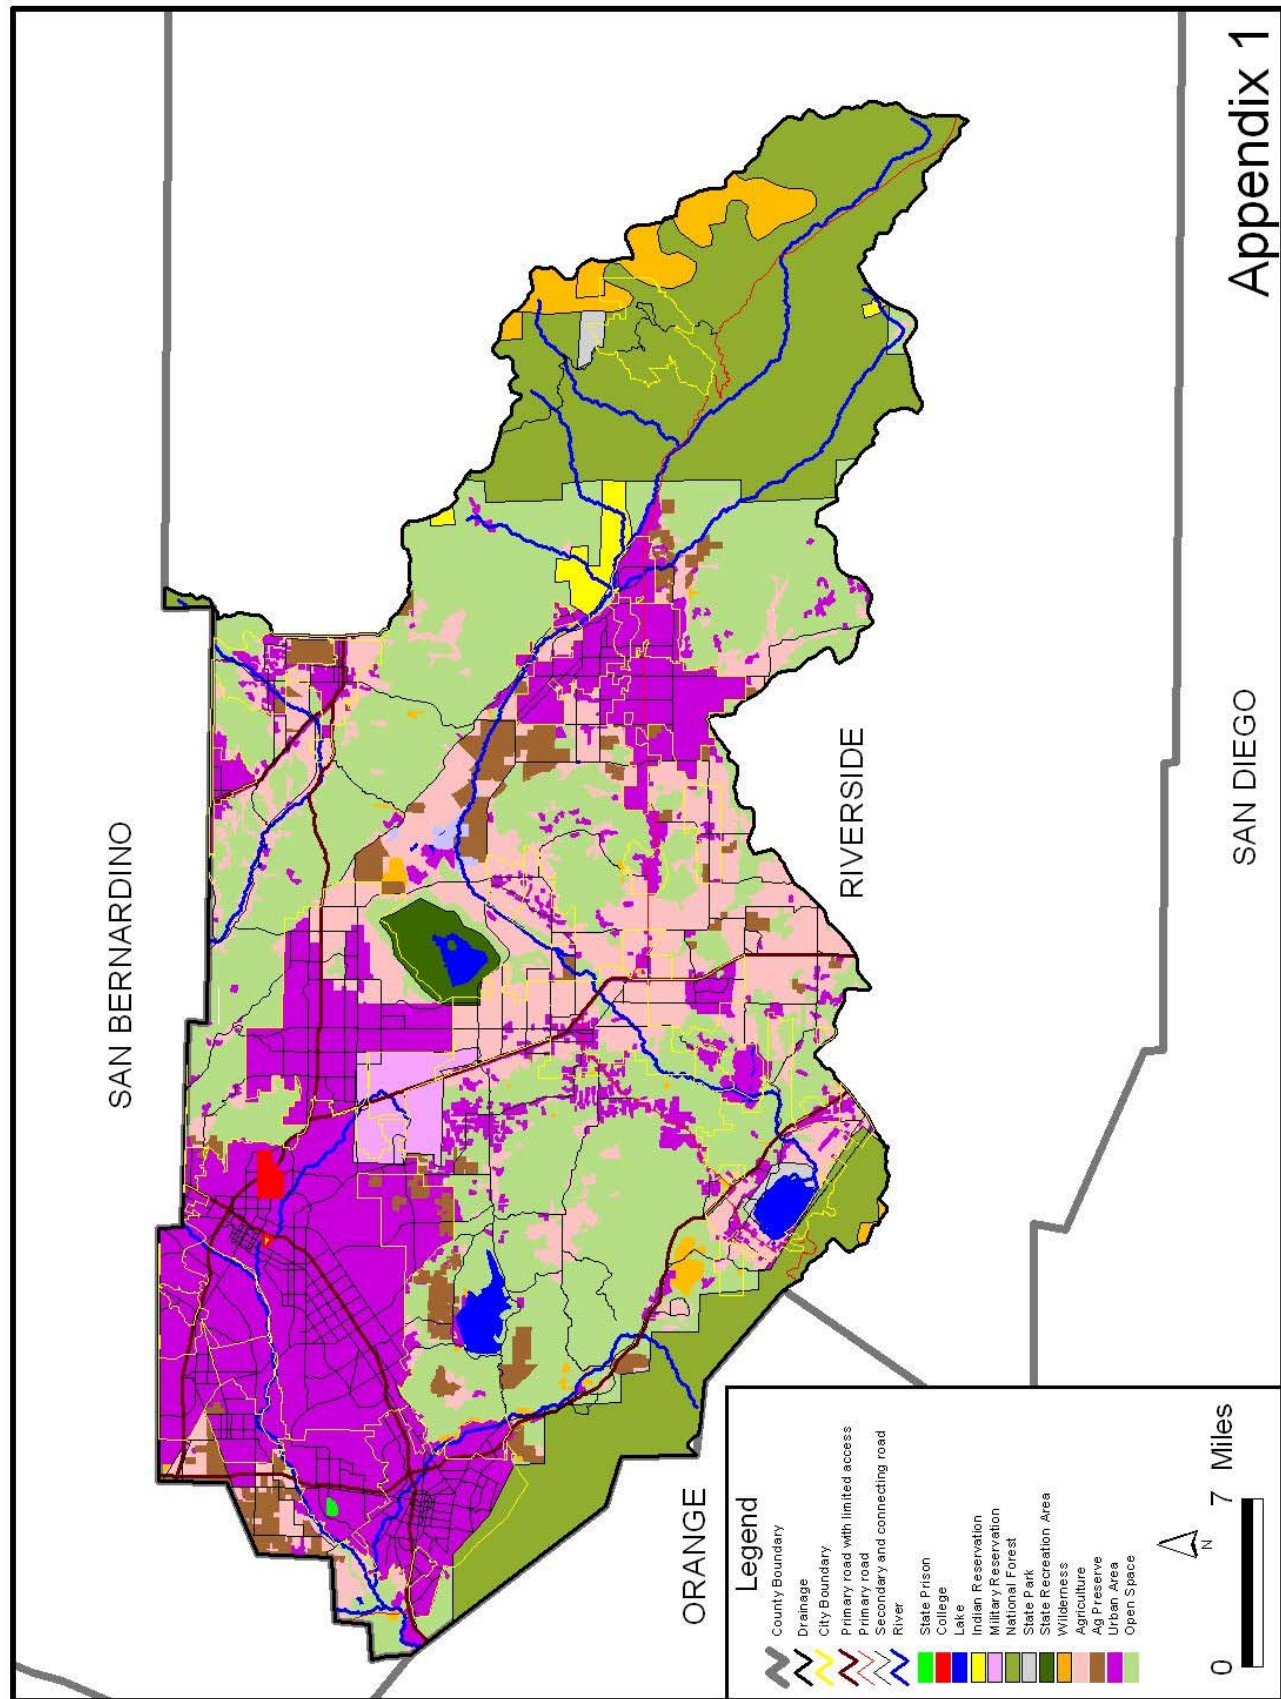 Appendix 1
SAN BERNARDINO
RIVERSIDE
SAN DIEGO
ORANGE
Legend
County Boundary
Drainage
City Boundary
Primary road with limited access
Primary road
Secondary and connecting road
River
State Prison
College
Lake
Indian Reservation
Military Reservation
National Forest
State Park
State Recreation Area
Wilderness
Agriculture
Ag Preserve
Urban Area
Open Space
N
0 7 Miles